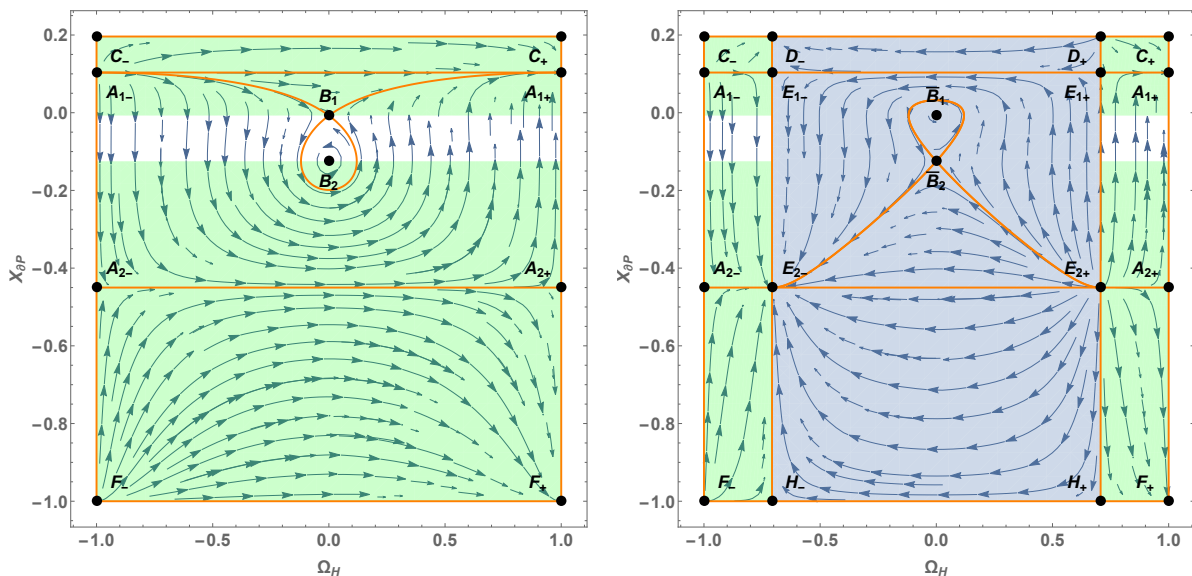 0.2
0.0
−0.2
−0.4
−0.6
−0.8
−1.0
X∂P
C− C+
A1− B1 A1+
B2
A2− A2+
F− F+
−1.0 −0.5 0.0 0.5 1.0
ΩH
0.2
0.0
−0.2
−0.4
−0.6
−0.8
−1.0
X∂P
C− D− D+ C+
A1− E1− B1 E1+ A1+
B̅2
A2− E2− E2+ A2+
F− H− H+ F+
−1.0 −0.5 0.0 0.5 1.0
ΩH